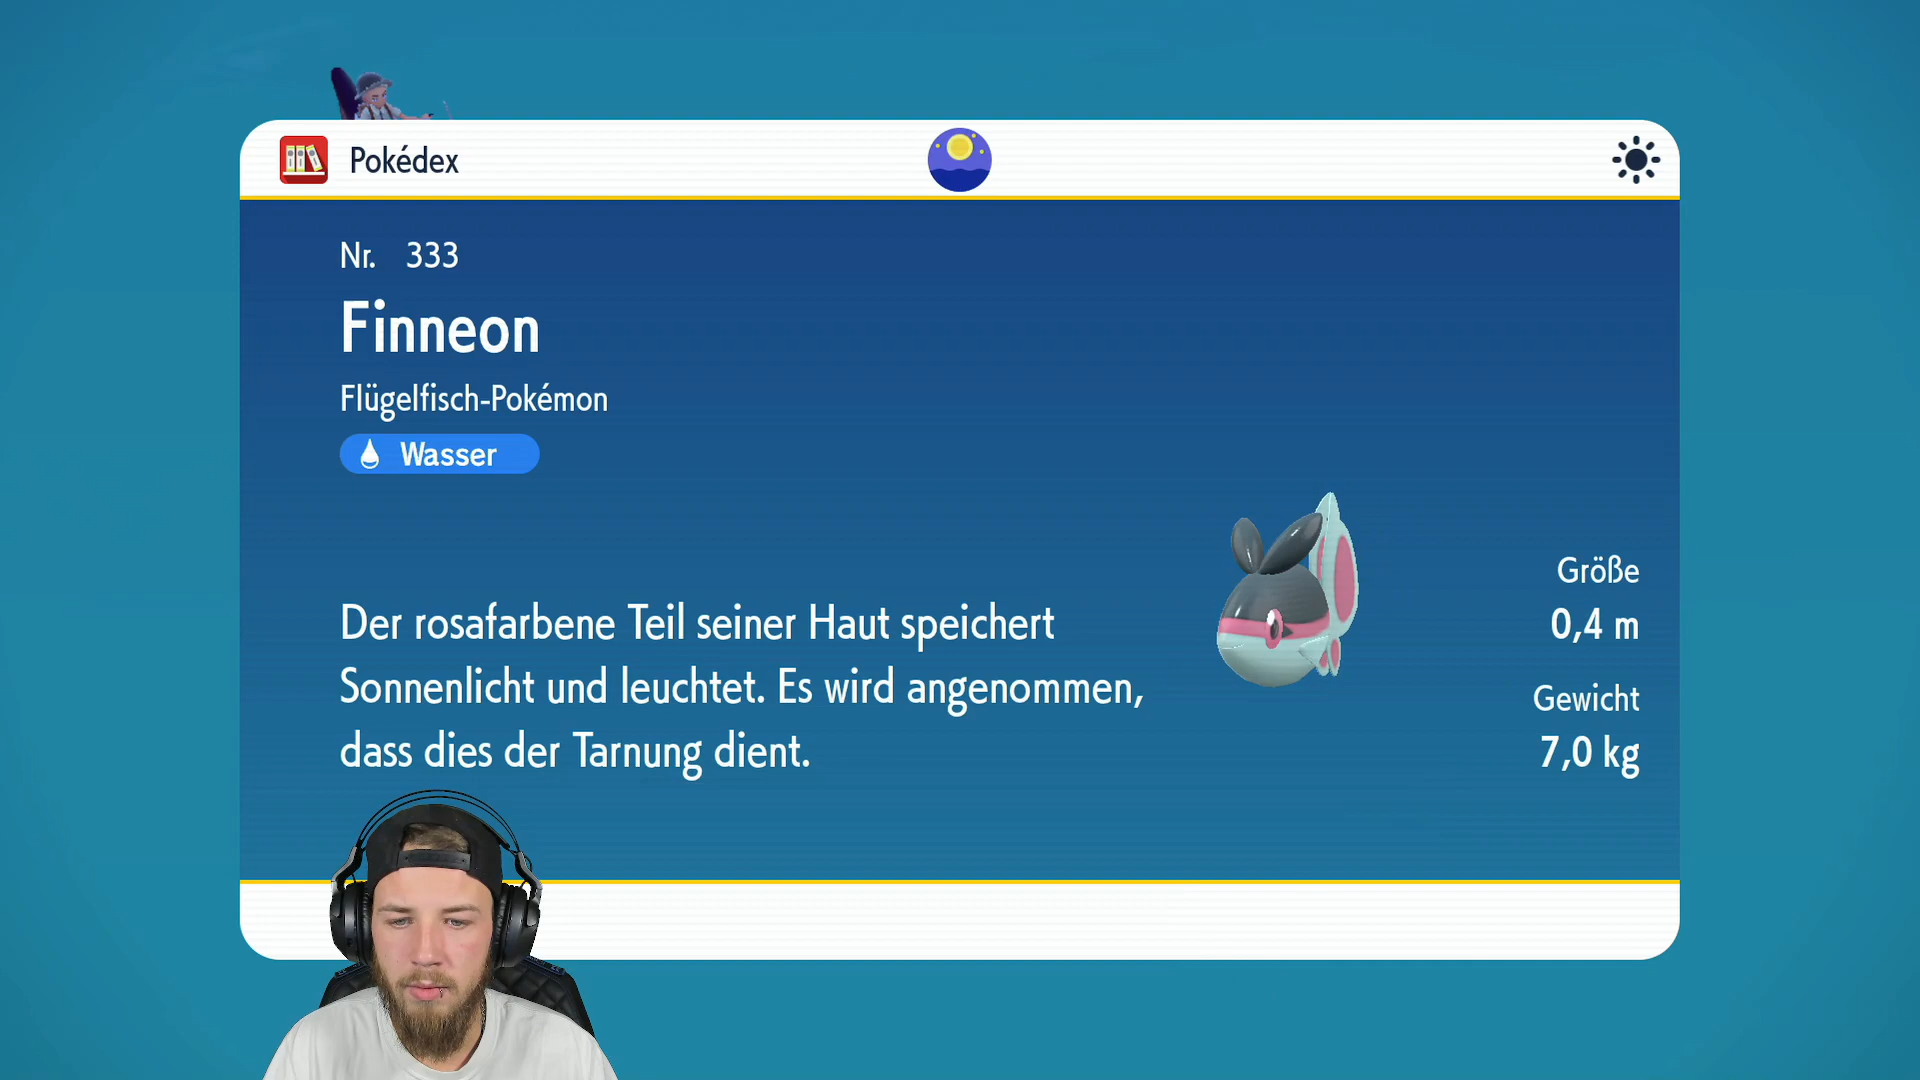 Pokédex
Nr. 333
Finneon
Flügelfisch-Pokémon
Wasser
Der rosafarbene Teil seiner Haut speichert
Sonnenlicht und leuchtet. Es wird angenommen,
dass dies der Tarnung dient.
Größe
0,4 m
Gewicht
7,0 kg